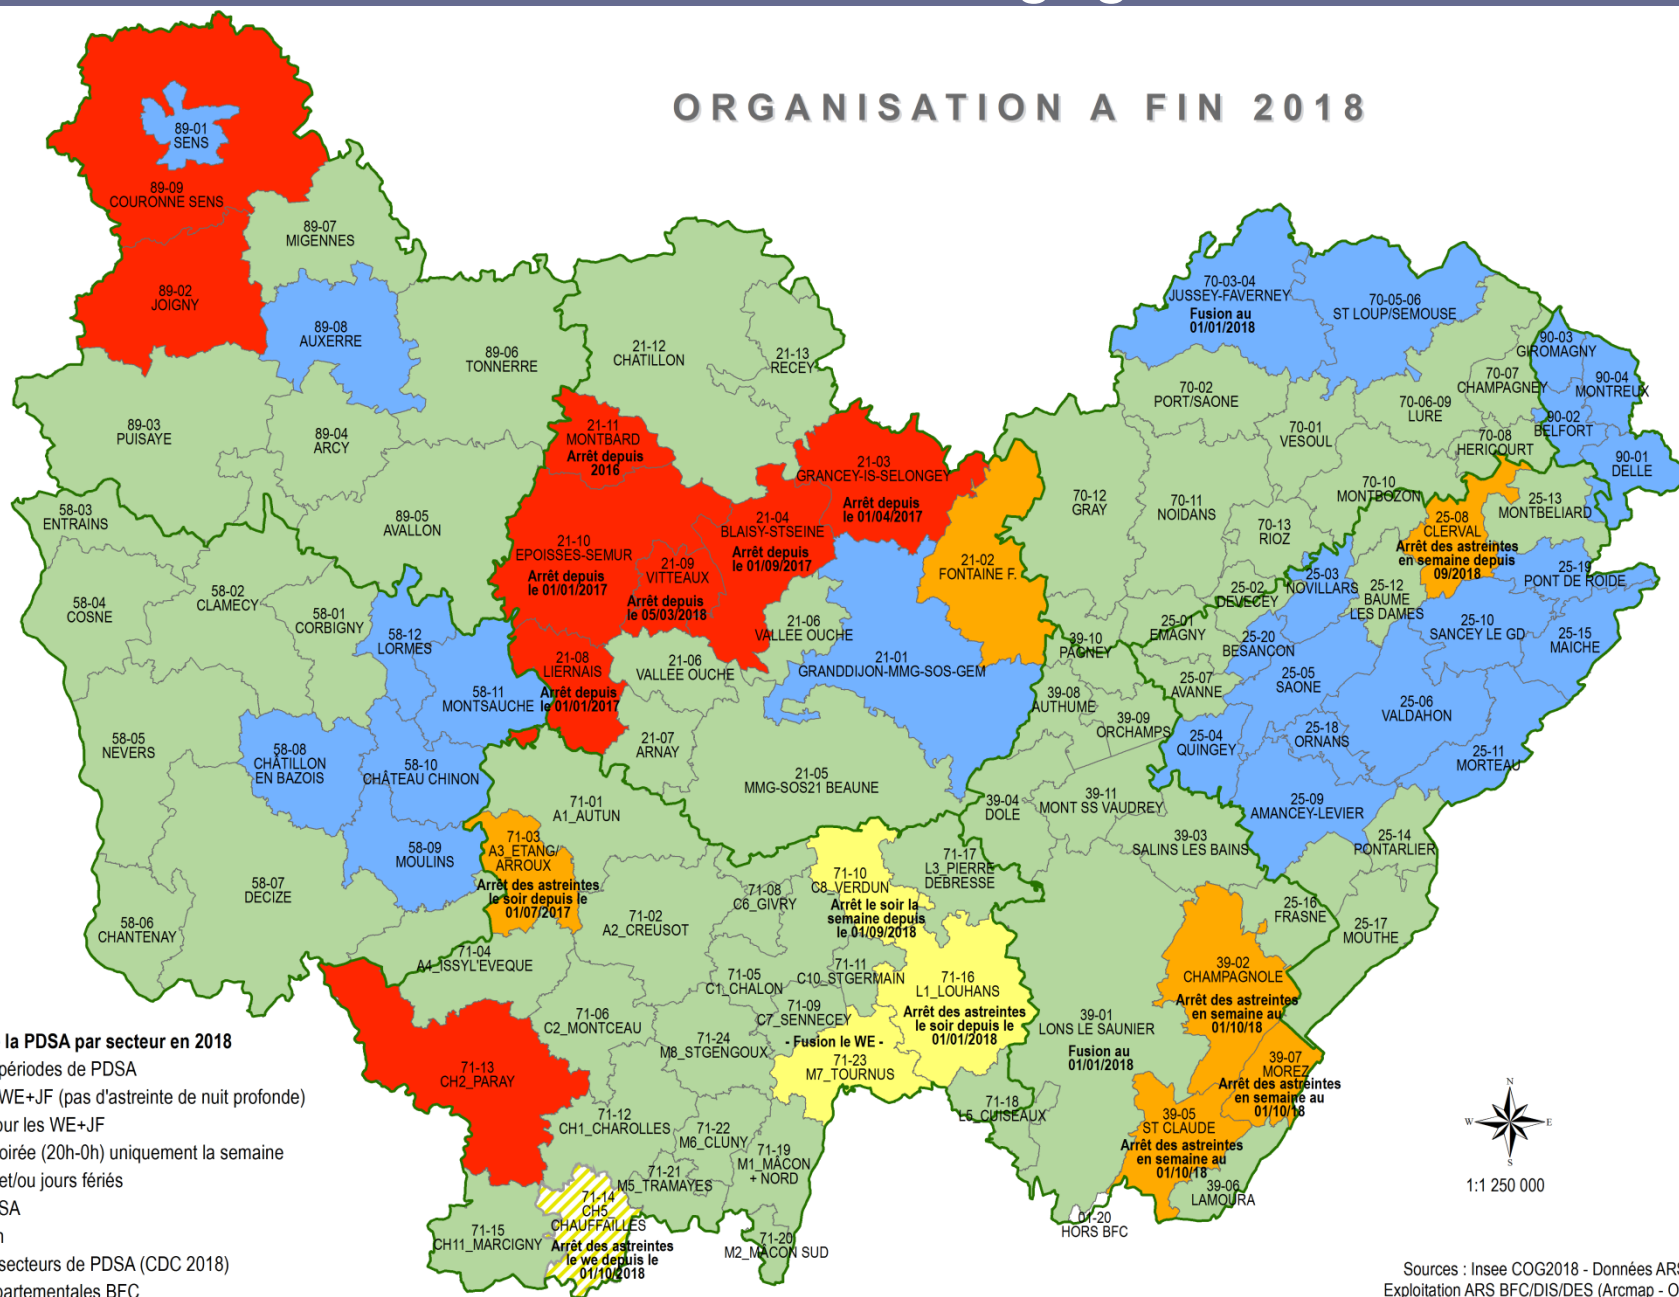 ORGANISATION A FIN 2018
89-01
SENS
89-09
COURONNE SENS
89-07
MIGENNES
89-02
JOIGNY
89-08
AUXERRE
89-06
TONNERRE
21-12
CHATILLON
21-13
RECEY
70-03-04
JUSSEY-FAVERNEY
Fusion au
01/01/2018
70-05-06
ST LOUP/SEMOUSE
90-03
GIROMAGNY
70-07
CHAMPAGNEY
90-04
MONTREUX
70-02
PORT/SAONE
70-06-09
LURE
90-02
BELFORT
70-01
VESOUL
70-08
HERICOURT
90-01
DELLE
89-03
PUISAYE
89-04
ARCY
21-11
MONTBARD
Arrêt depuis
2016
21-03
GRANCEY-IS-SELONGEY
Arrêt depuis
le 01/04/2017
70-12
GRAY
70-11
NOIDANS
70-10
MONTBOZON
25-13
MONTBELIARD
58-03
ENTRAINS
89-05
AVALLON
21-04
BLAISY-STSEINE
Arrêt depuis
le 01/09/2017
70-13
RIOZ
25-08
CLERVAL
Arrêt des astreintes
en semaine depuis
09/2018
21-10
EPOISSES-SEMUR
Arrêt depuis
le 01/01/2017
21-09
VITTEAUX
Arrêt depuis
le 05/03/2018
21-02
FONTAINE F.
25-03
NOVILLARS
25-19
PONT DE ROIDE
25-02
DEVECEY
25-12
BAUME
LES DAMES
58-04
COSNE
58-02
CLAMECY
58-01
CORBIGNY
21-06
VALLEE OUCHE
25-01
EMAGNY
25-10
SANCEY LE GD
58-12
LORMES
39-10
PAGNEY
25-20
BESANCON
25-15
MAICHE
21-08
LIERNAIS
Arrêt depuis
le 01/01/2017
21-06
VALLEE OUCHE
21-01
GRANDDIJON-MMG-SOS-GEM
25-05
SAONE
58-11
MONTSAUCHE
39-08
AUTHUME
25-07
AVANNE
25-06
VALDAHON
58-05
NEVERS
58-08
CHÂTILLON
EN BAZOIS
21-07
ARNAY
39-09
ORCHAMPS
25-04
QUINGEY
25-18
ORNANS
58-10
CHÂTEAU CHINON
21-05
MMG-SOS21 BEAUNE
25-11
MORTEAU
71-01
A1_AUTUN
39-04
DOLE
39-11
MONT SS VAUDREY
25-09
AMANCEY-LEVIER
71-03
A3_ETANG/
ARROUX
Arrêt des astreintes
le soir depuis le
01/07/2017
58-09
MOULINS
39-03
SALINS LES BAINS
25-14
PONTARLIER
58-07
DECIZE
71-17
L3_PIERRE
DEBRESSE
71-10
C8_VERDUN
Arrêt le soir la
semaine depuis
le 01/09/2018
71-08
C6_GIVRY
71-02
A2_CREUSOT
25-16
FRASNE
58-06
CHANTENAY
25-17
MOUTHE
71-04
A4_ISSYL'EVEQUE
71-11
C10_STGERMAIN
71-05
C1_CHALON
71-16
L1_LOUHANS
Arrêt des astreintes
le soir depuis le
01/01/2018
39-02
CHAMPAGNOLE
Arrêt des astreintes
en semaine au
01/10/18
71-06
C2_MONTCEAU
71-09
C7_SENNECEY
39-01
LONS LE SAUNIER
Fusion au
01/01/2018
- Fusion le WE -
71-24
M8_STGENGOUX
71-23
M7_TOURNUS
39-07
MOREZ
Arrêt des astreintes
en semaine au
01/10/18
71-13
CH2_PARAY
71-12
CH1_CHAROLLES
71-18
L5_CUISEAUX
39-05
ST CLAUDE
Arrêt des astreintes
en semaine au
01/10/18
71-22
M6_CLUNY
71-19
M1_MÂCON
+ NORD
71-21
M5_TRAMAYES
39-06
LAMOURA
71-14
CH5_
CHAUFFAILLES
Arrêt des astreintes
le we depuis le
01/10/2018
71-15
CH11_MARCIGNY
71-20
M2_MACON SUD
01-20
HORS BFC
la PDSA par secteur en 2018
périodes de PDSA
WE+JF (pas d'astreinte de nuit profonde)
our les WE+JF
oirée (20h-0h) uniquement la semaine
et/ou jours fériés
SA
n
secteurs de PDSA (CDC 2018)
partementales BFC
N
W
E
S
1:1 250 000
Sources : Insee COG2018 - Données ARS
Exploitation ARS BFC/DIS/DES (Arcmap - O